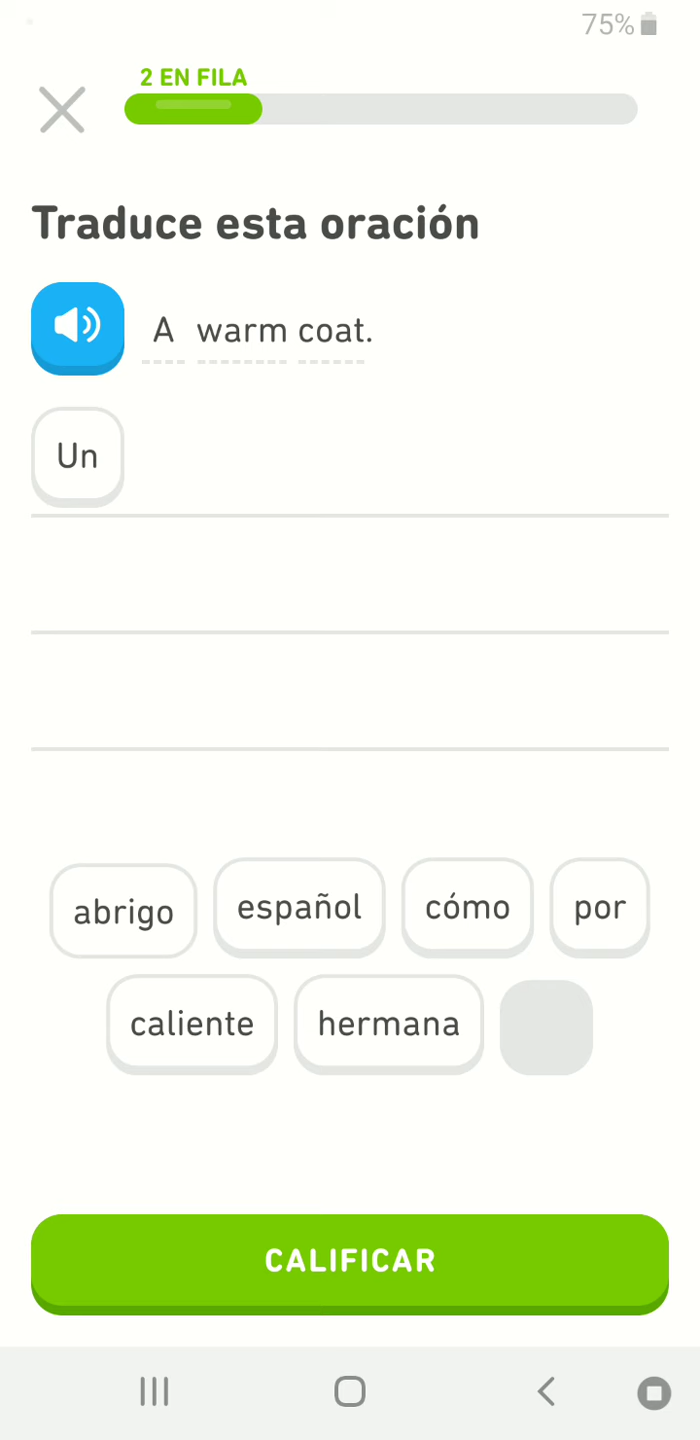 75%
2 EN FILA
Traduce esta oración
A warm coat.
Un
abrigo español cómo por
caliente hermana
CALIFICAR